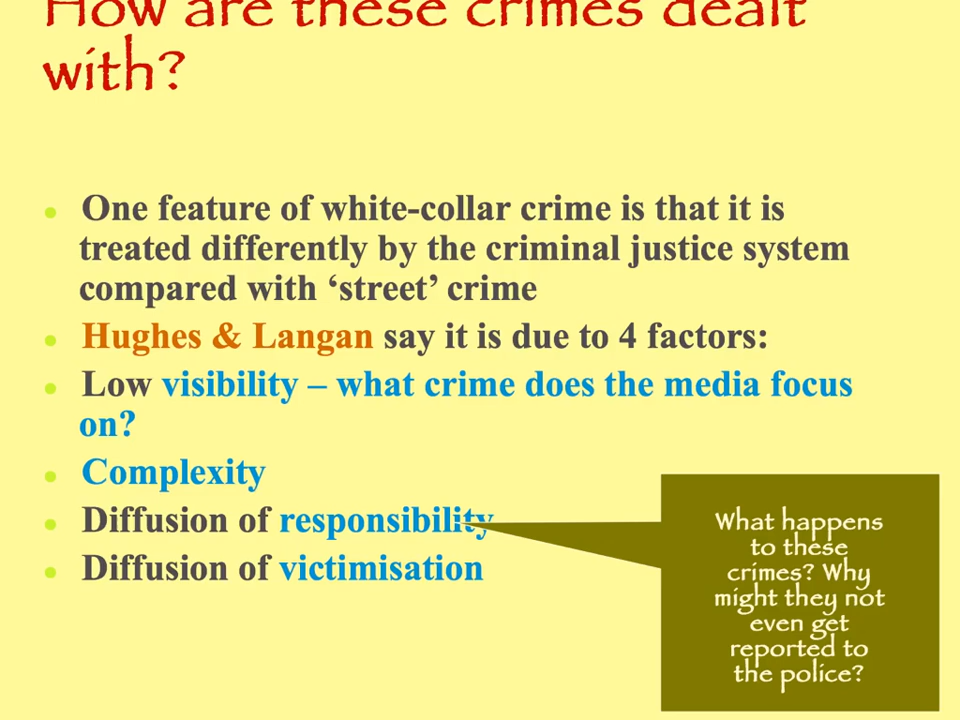 How are these crimes dealt
with?
One feature of white-collar crime is that it is
treated differently by the criminal justice system
compared with ‘street’ crime
Hughes & Langan say it is due to 4 factors:
Low visibility – what crime does the media focus
on?
Complexity
Diffusion of responsibility
Diffusion of victimisation
What happens
to these
crimes? Why
might they not
even get
reported to
the police?